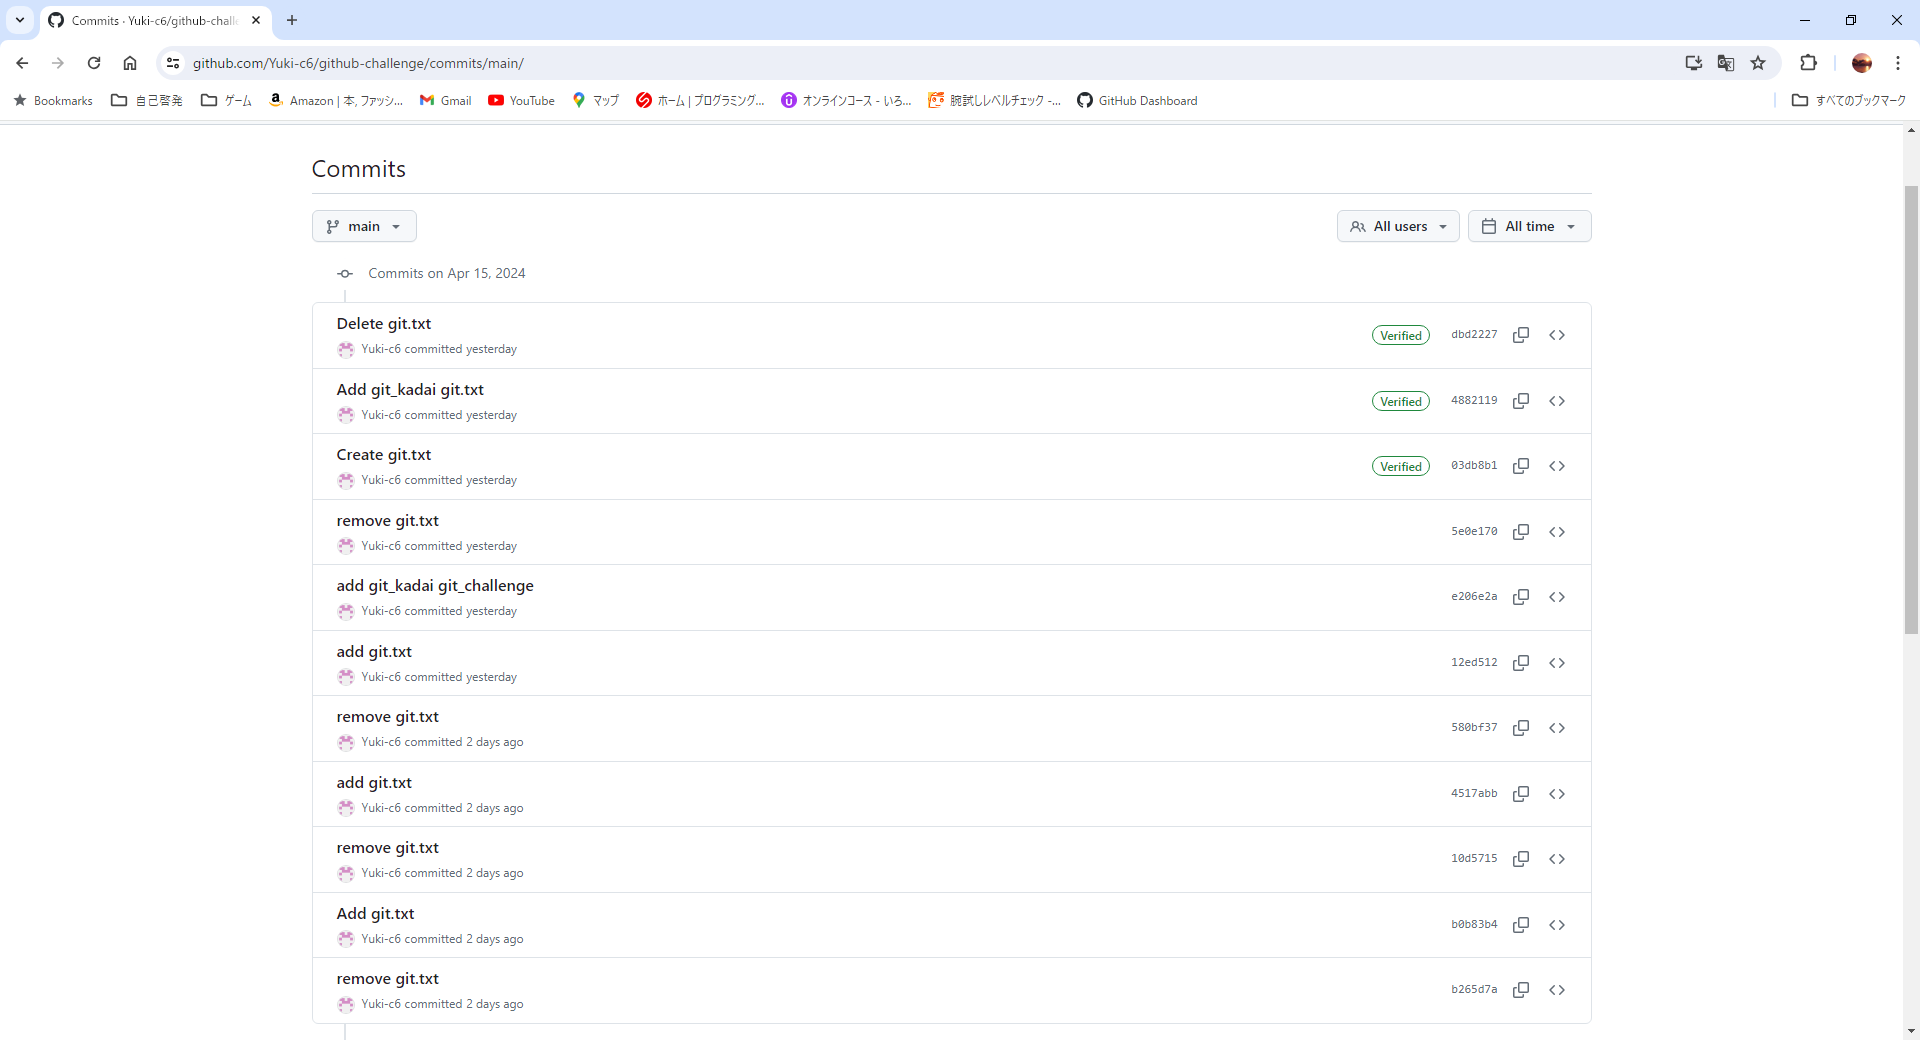 Commits · Yuki-c6/github-chall
github.com/Yuki-c6/github-challenge/commits/main/
Bookmarks 自己啓発 ゲーム Amazon | 本, ファッシ... Gmail YouTube マップ ホーム | プログラミング... オンラインコース - いろ... 腕試しレベルチェック -... GitHub Dashboard すべてのブックマーク
Commits
main All users All time
Commits on Apr 15, 2024
Delete git.txt
Yuki-c6 committed yesterday
Verified dbd2227
Add git_kadai git.txt
Yuki-c6 committed yesterday
Verified 4882119
Create git.txt
Yuki-c6 committed yesterday
Verified 03db8b1
remove git.txt
Yuki-c6 committed yesterday
5e0e170
add git_kadai git_challenge
Yuki-c6 committed yesterday
e206e2a
add git.txt
Yuki-c6 committed yesterday
12ed512
remove git.txt
Yuki-c6 committed 2 days ago
580bf37
add git.txt
Yuki-c6 committed 2 days ago
4517abb
remove git.txt
Yuki-c6 committed 2 days ago
10d5715
Add git.txt
Yuki-c6 committed 2 days ago
b0b83b4
remove git.txt
Yuki-c6 committed 2 days ago
b265d7a